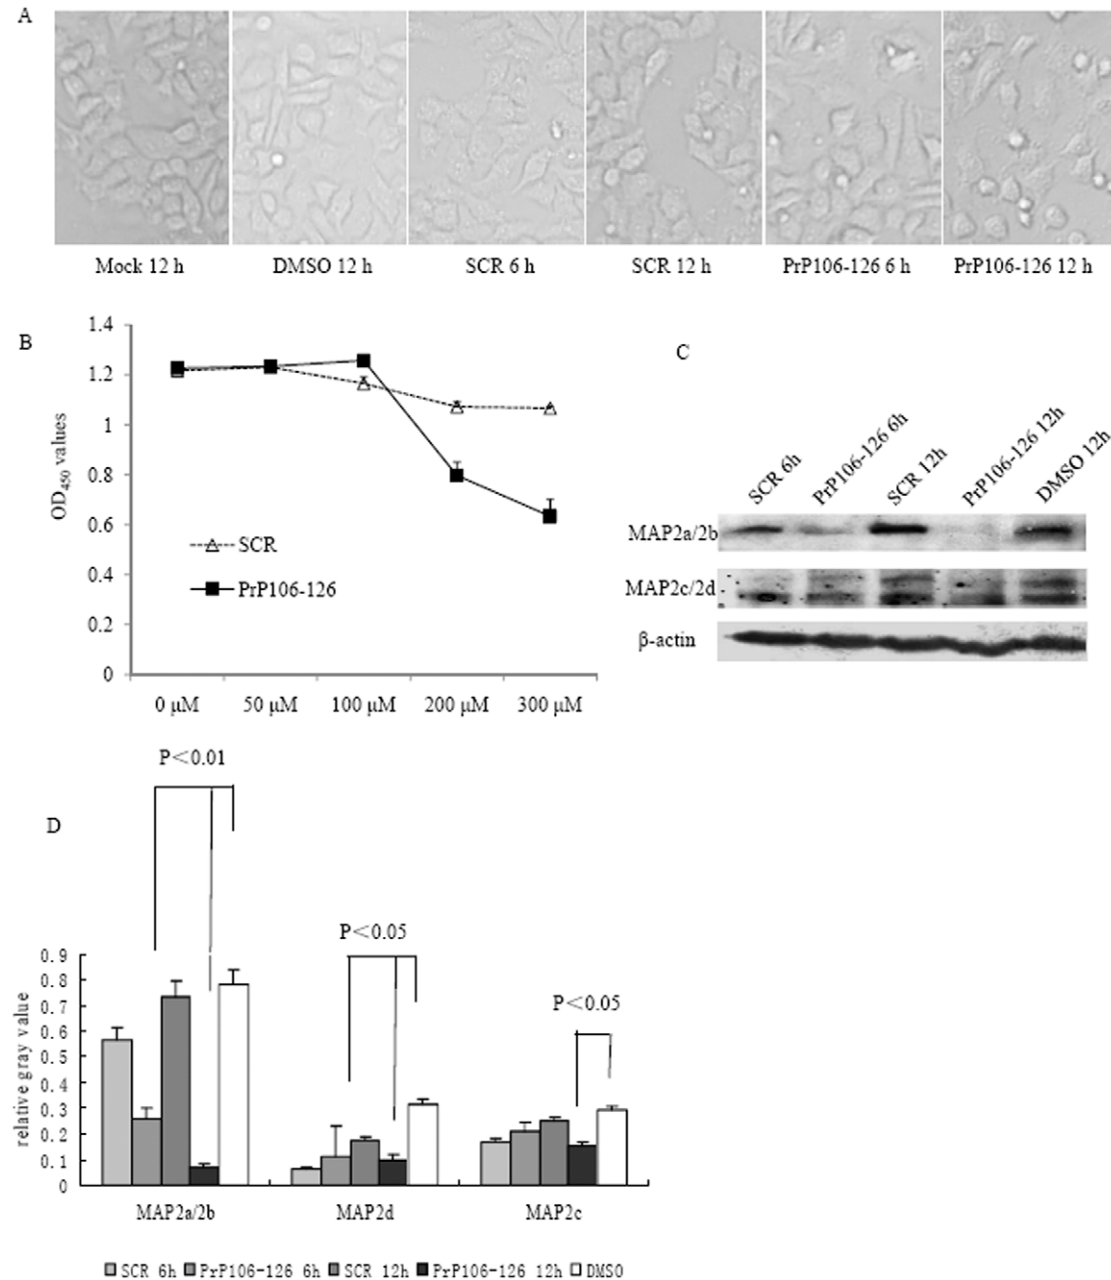 A
Mock 12 h DMSO 12 h SCR 6 h SCR 12 h PrP106-126 6 h PrP106-126 12 h
B
1.4
1.2
1
0.8
0.6
0.4
0.2
0
OD450 values
SCR
PrP106-126
0 μM 50 μM 100 μM 200 μM 300 μM
C
SCR 6h PrP106-126 6h SCR 12h PrP106-126 12h DMSO 12h
MAP2a/2b
MAP2c/2d
β-actin
D
P<0.01
P<0.05
P<0.05
0.9
0.8
0.7
0.6
0.5
0.4
0.3
0.2
0.1
0
relative gray value
MAP2a/2b MAP2d MAP2c
SCR 6h PrP106-126 6h SCR 12h PrP106-126 12h DMSO